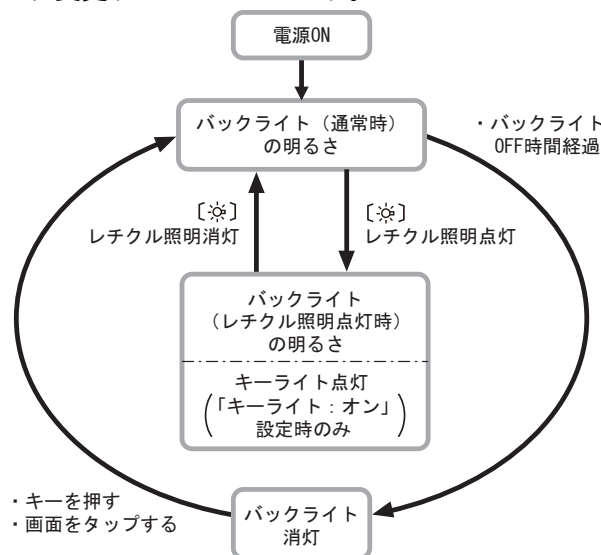 電源ON
バックライト（通常時）
の明るさ
・バックライト
OFF時間経過
〔 〕
レチクル照明消灯
〔 〕
レチクル照明点灯
バックライト
（レチクル照明点灯時）
の明るさ
キーライト点灯
（「キーライト：オン」
設定時のみ）
・キーを押す
・画面をタップする
バックライト
消灯